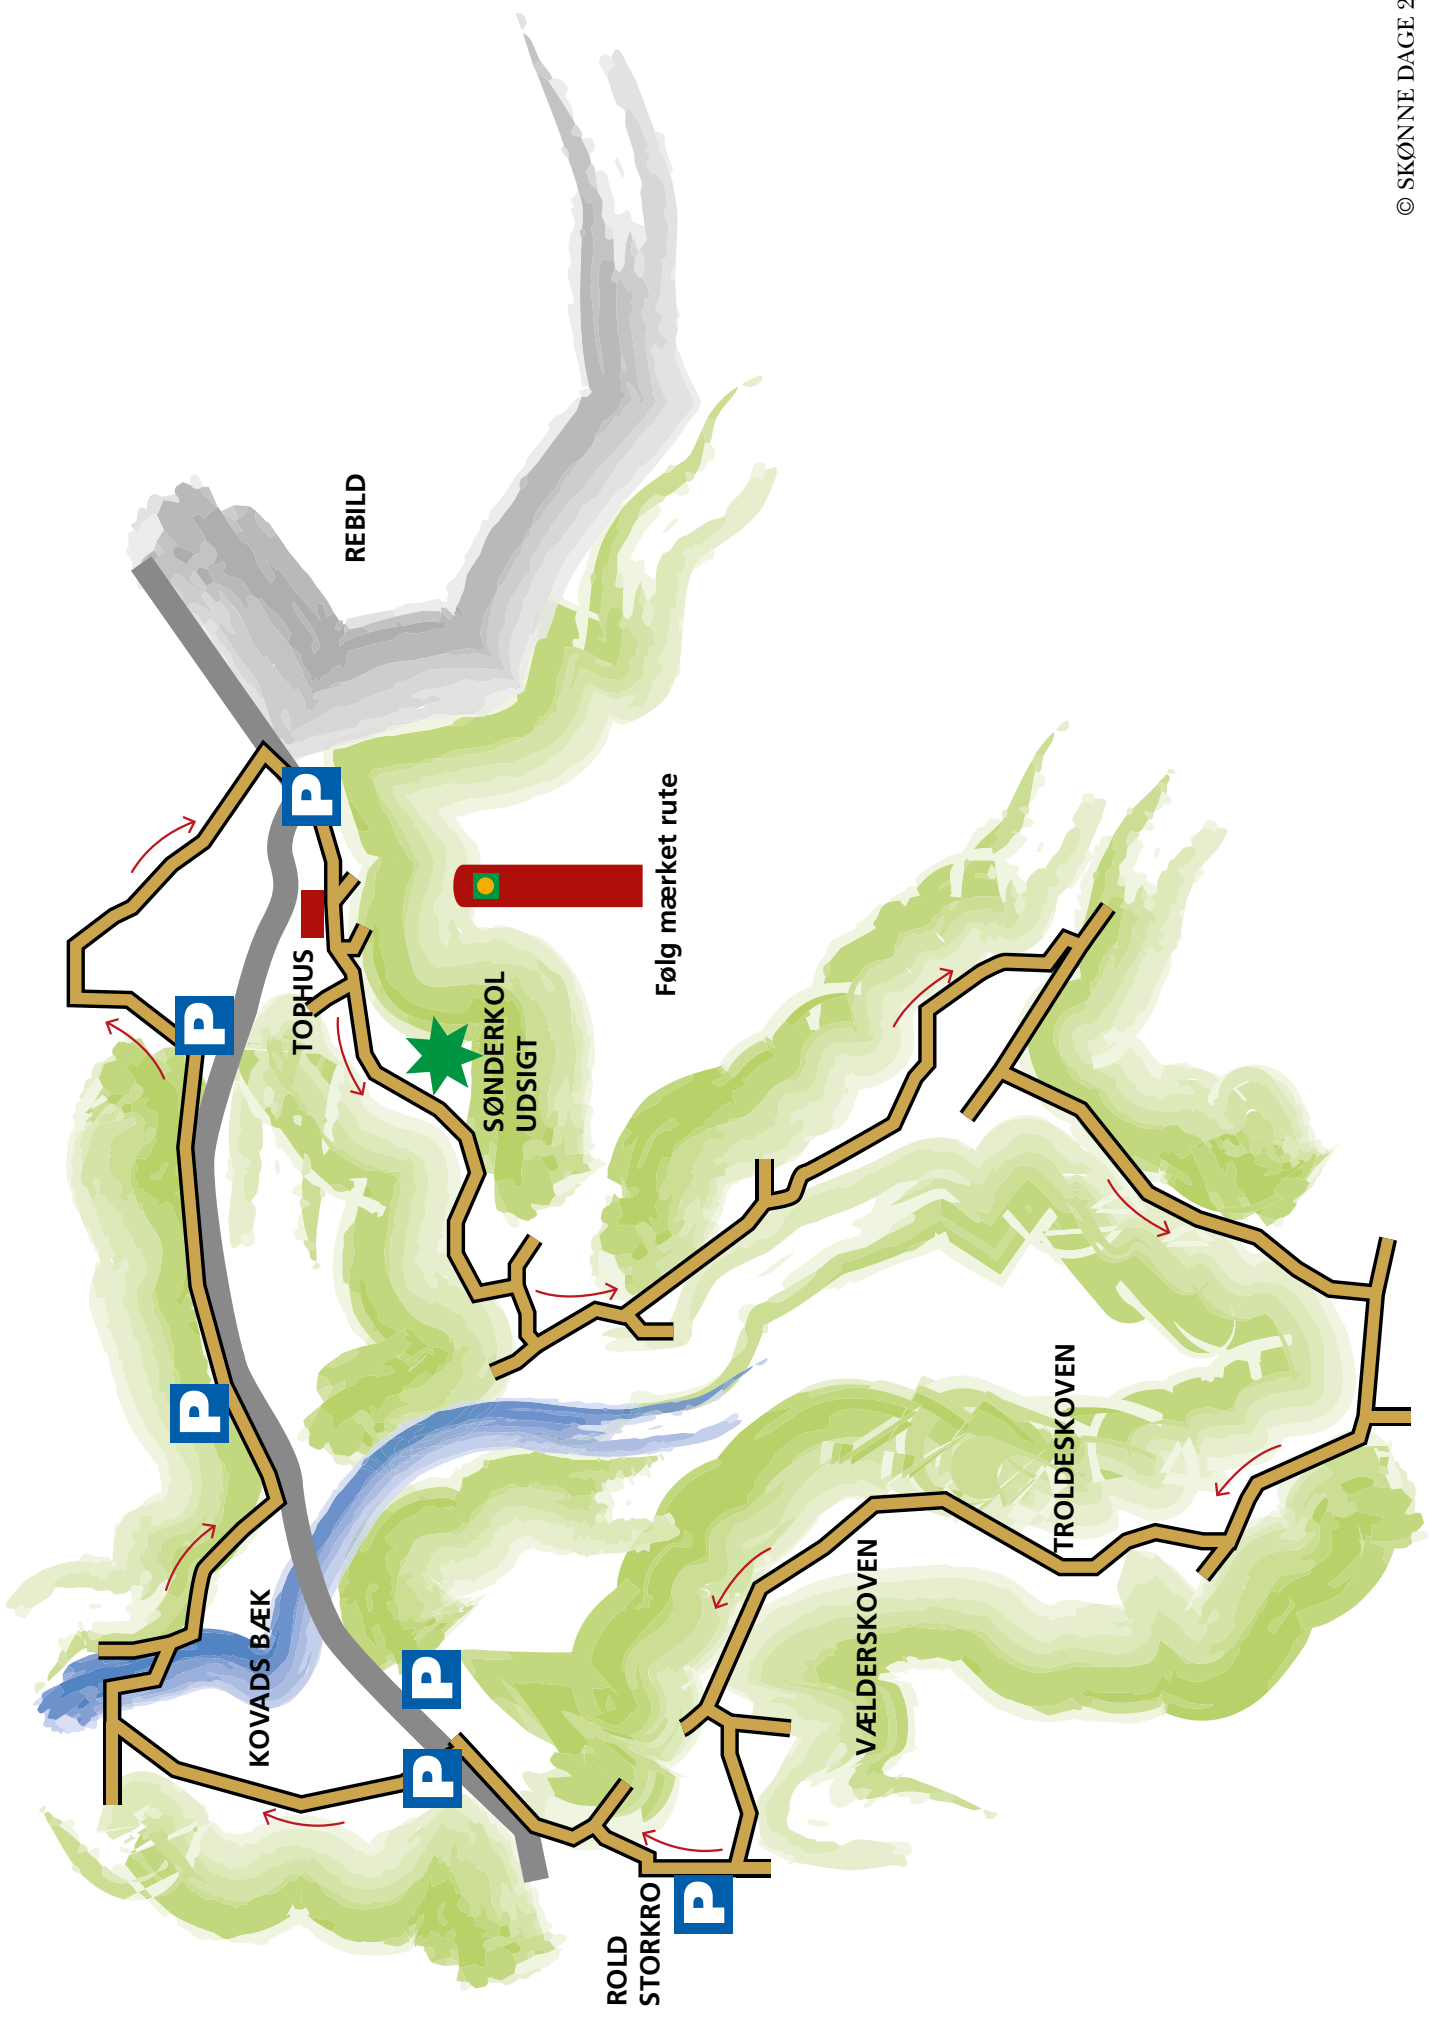 REBILD
TOPHUS
SØNDERKOL
UDSIGT
Følg mærket rute
KOVADS BÆK
TROLDESKOVEN
VÆLDERSKOVEN
ROLD
STORKRO
P
P
P
P
P
P
© SKØNNE DAGE 2